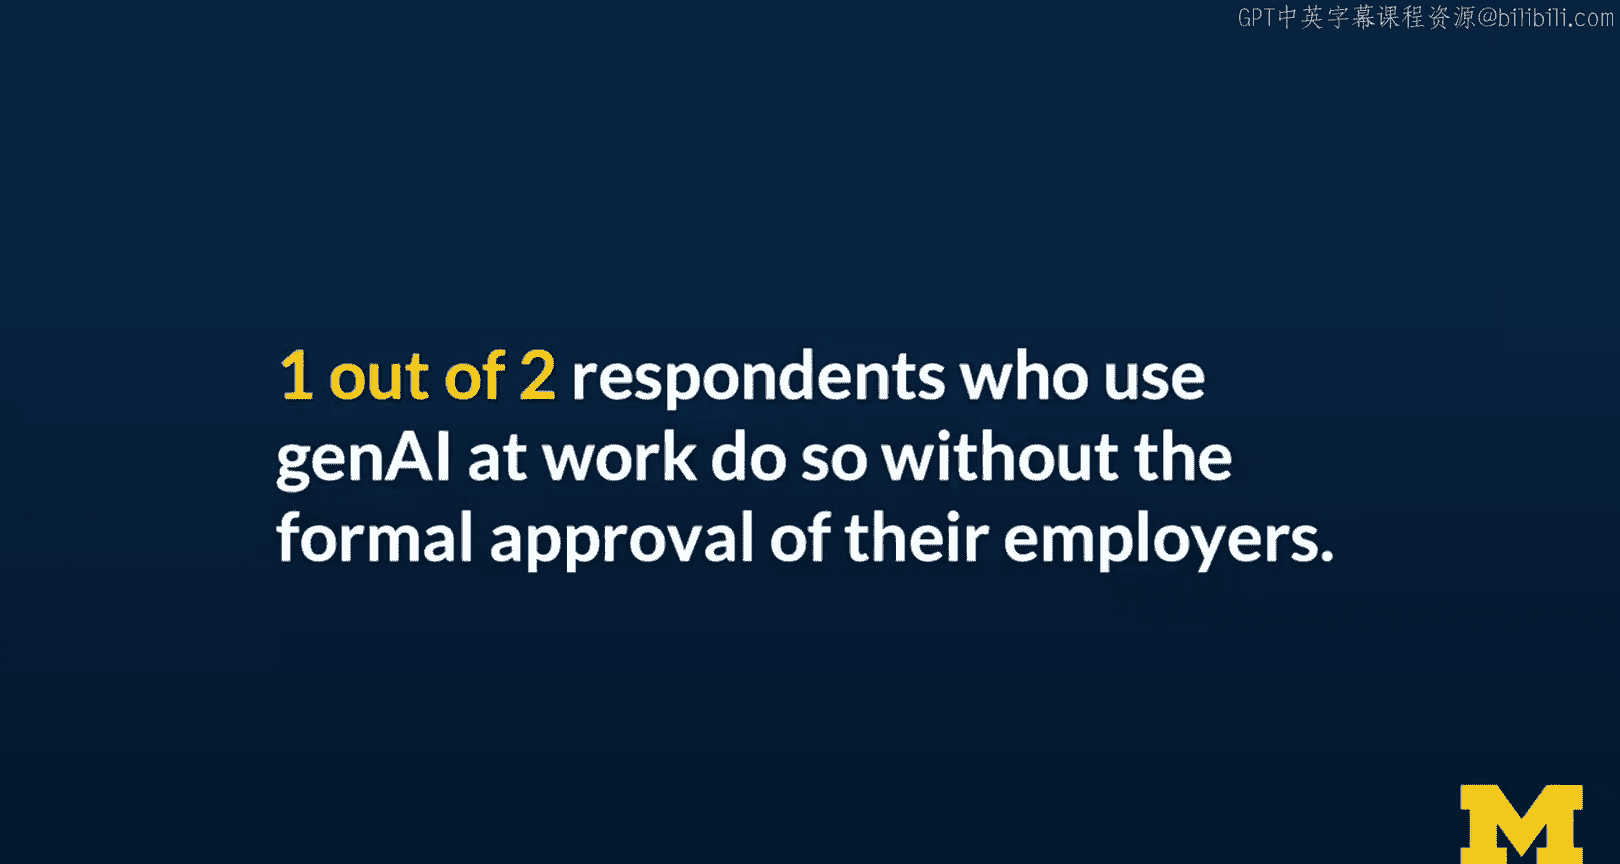 GPT中英字幕课程资源@bilibili.com
1 out of 2 respondents who use
genAI at work do so without the
formal approval of their employers.
M